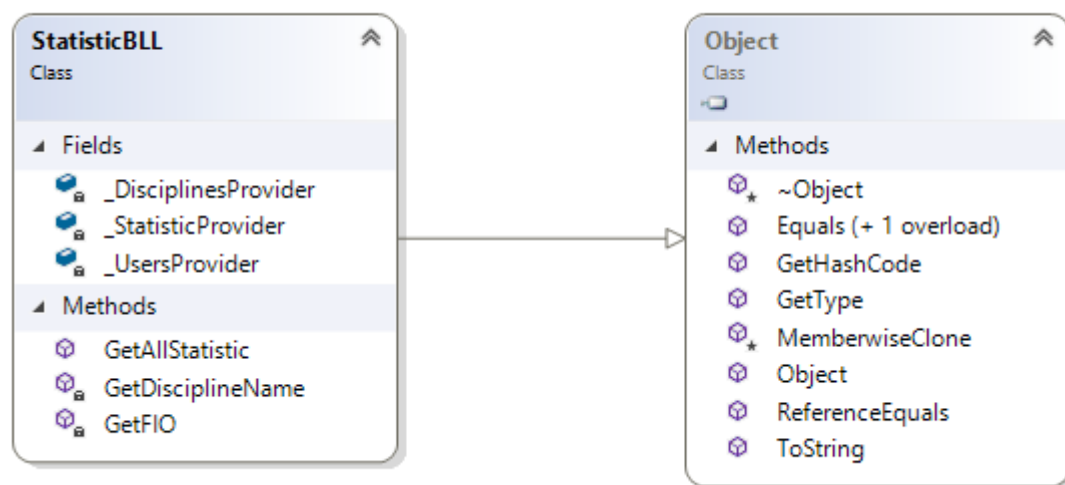 StatisticBLL
Class
Fields
_DisciplinesProvider
_StatisticProvider
_UsersProvider
Methods
GetAllStatistic
GetDisciplineName
GetFIO
Object
Class
Methods
~Object
Equals (+ 1 overload)
GetHashCode
GetType
MemberwiseClone
Object
ReferenceEquals
ToString